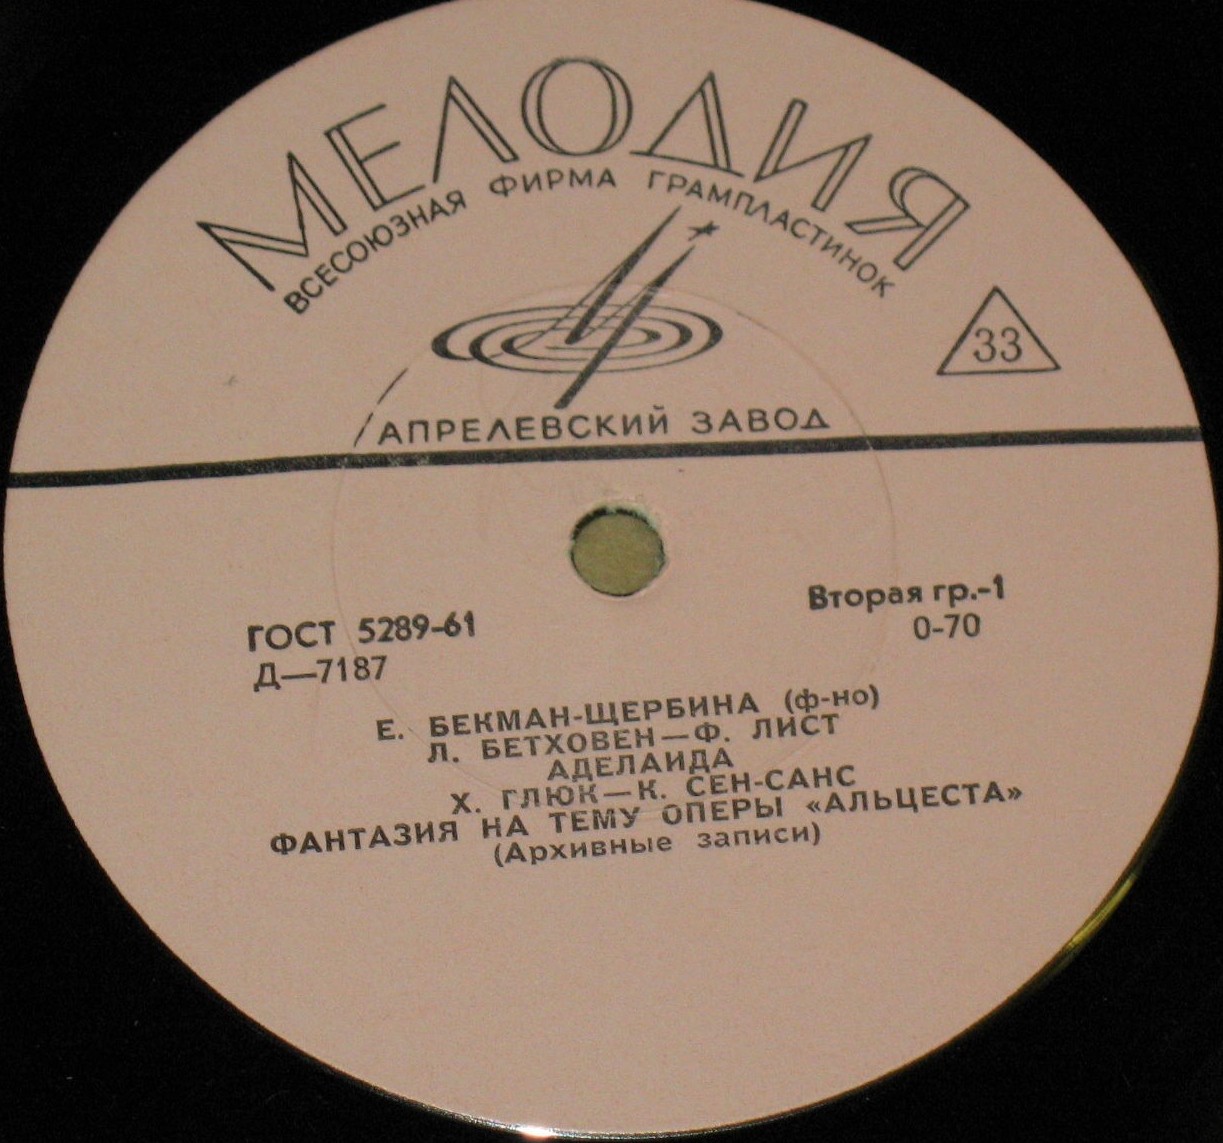 МЕЛОДИЯ
ВСЕСОЮЗНАЯ ФИРМА ГРАМПЛАСТИНОК
33
АПРЕЛЕВСКИЙ ЗАВОД
ГОСТ 5289-61
Вторая гр.-1
Д—7187
0-70
Е. БЕКМАН-ЩЕРБИНА (ф-но)
Л. БЕТХОВЕН—Ф. ЛИСТ
АДЕЛАИДА
Х. ГЛЮК—К. СЕН-САНС
ФАНТАЗИЯ НА ТЕМУ ОПЕРЫ «АЛЬЦЕСТА»
(Архивные записи)